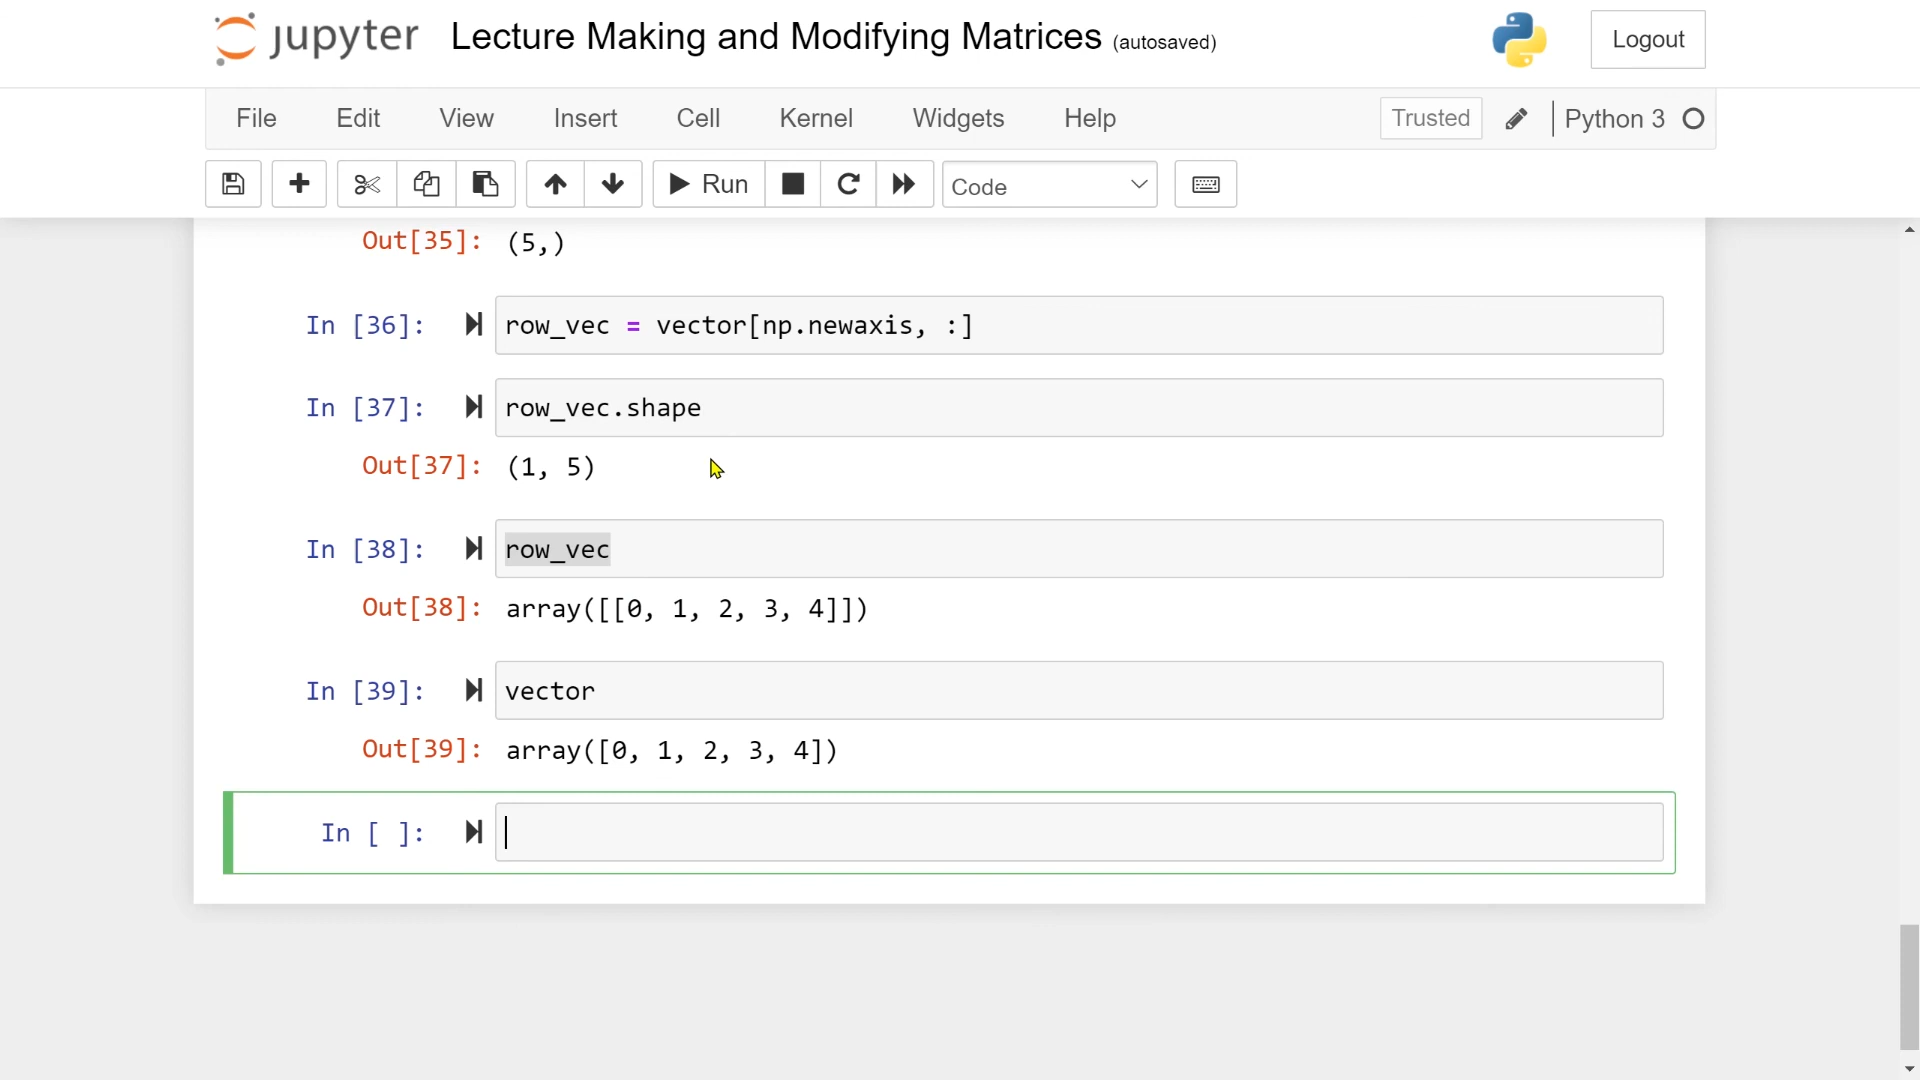 jupyter Lecture Making and Modifying Matrices (autosaved) Logout
File Edit View Insert Cell Kernel Widgets Help Trusted Python 3
Run Code
Out[35]: (5,)
In [36]: row_vec = vector[np.newaxis, :]
In [37]: row_vec.shape
Out[37]: (1, 5)
In [38]: row_vec
Out[38]: array([[0, 1, 2, 3, 4]])
In [39]: vector
Out[39]: array([0, 1, 2, 3, 4])
In [ ]: